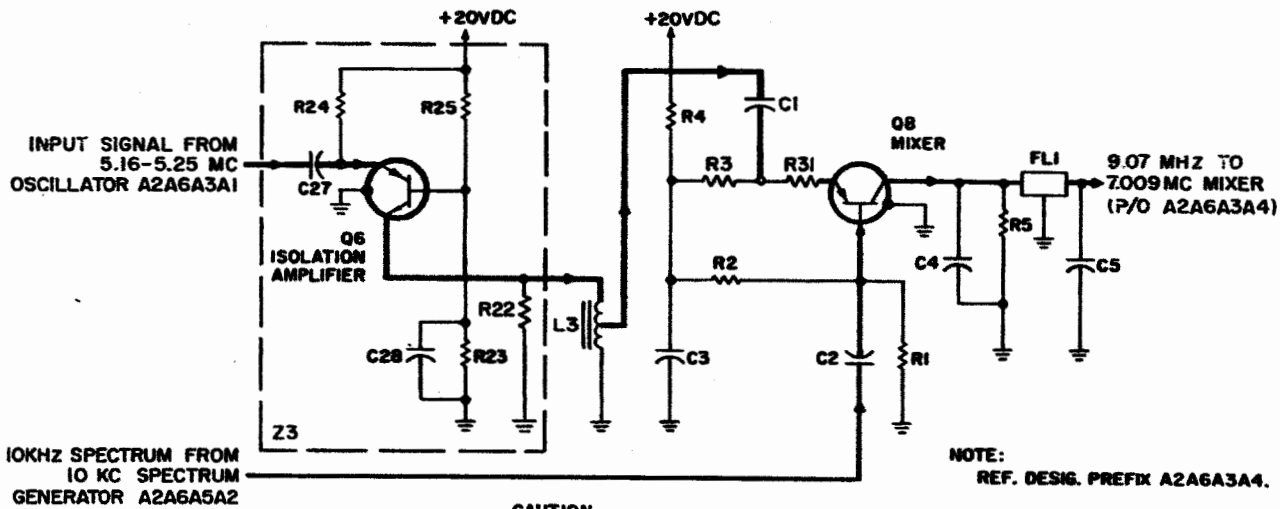 +20VDC
+20VDC
R24
R25
C1
R4
Q8
MIXER
INPUT SIGNAL FROM
5.16-5.25 MC
OSCILLATOR A2A6A3A1
C27
R3
R31
FL1
9.07 MHZ TO
7.009 MC MIXER
(P/O A2A6A3A4)
Q6
ISOLATION
AMPLIFIER
R5
R2
C4
C5
R22
L3
C28
R23
C3
C2
R1
Z3
10KHz SPECTRUM FROM
10 KC SPECTRUM
GENERATOR A2A6A5A2
NOTE:
REF. DESIG. PREFIX A2A6A3A4.
CAUTION